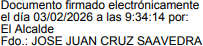 Documento firmado electrónicamente
el día 03/02/2026 a las 9:34:14 por:
El Alcalde
Fdo.: JOSE JUAN CRUZ SAAVEDRA